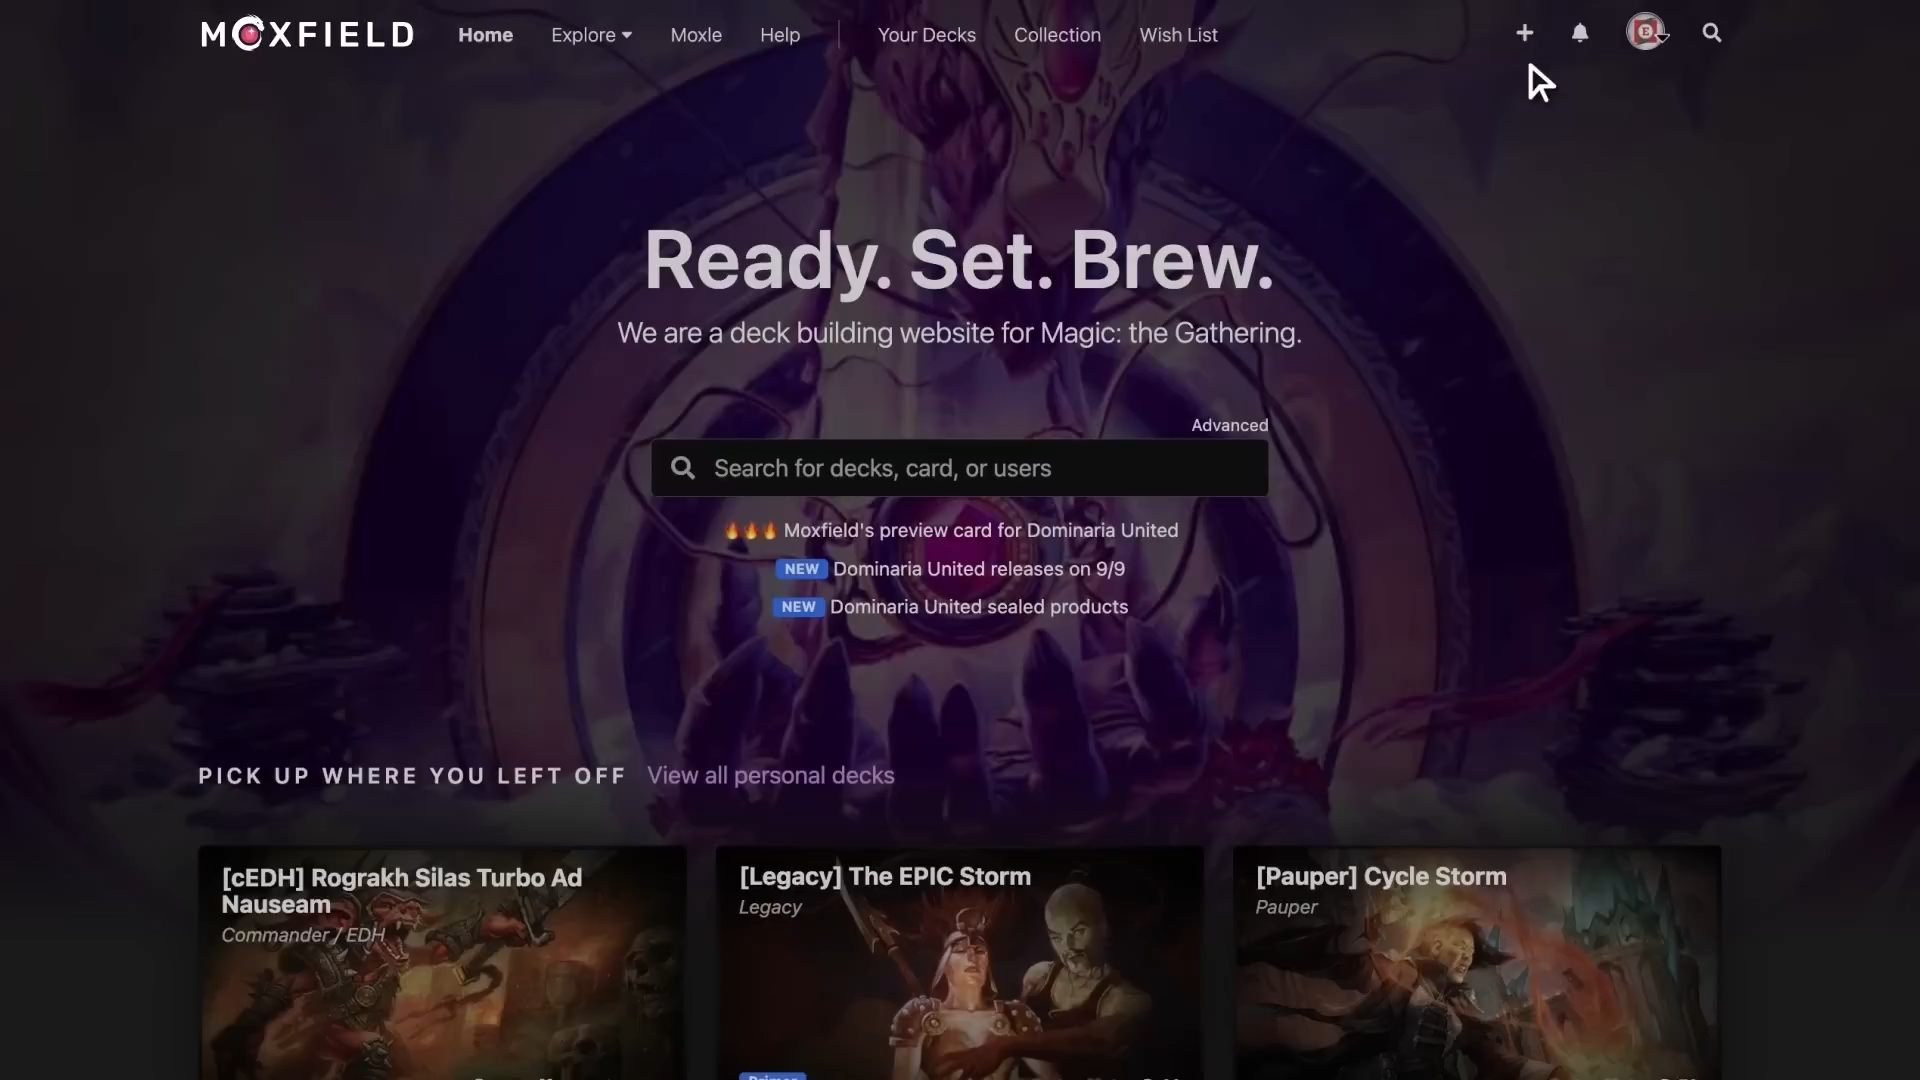 MOXFIELD Home Explore Moxle Help Your Decks Collection Wish List
Ready. Set. Brew.
We are a deck building website for Magic: the Gathering.
Advanced
Search for decks, card, or users
🔥🔥🔥 Moxfield's preview card for Dominaria United
NEW Dominaria United releases on 9/9
NEW Dominaria United sealed products
PICK UP WHERE YOU LEFT OFF View all personal decks
[cEDH] Rograkh Silas Turbo Ad
Nauseam
Commander / EDH
[Legacy] The EPIC Storm
Legacy
[Pauper] Cycle Storm
Pauper